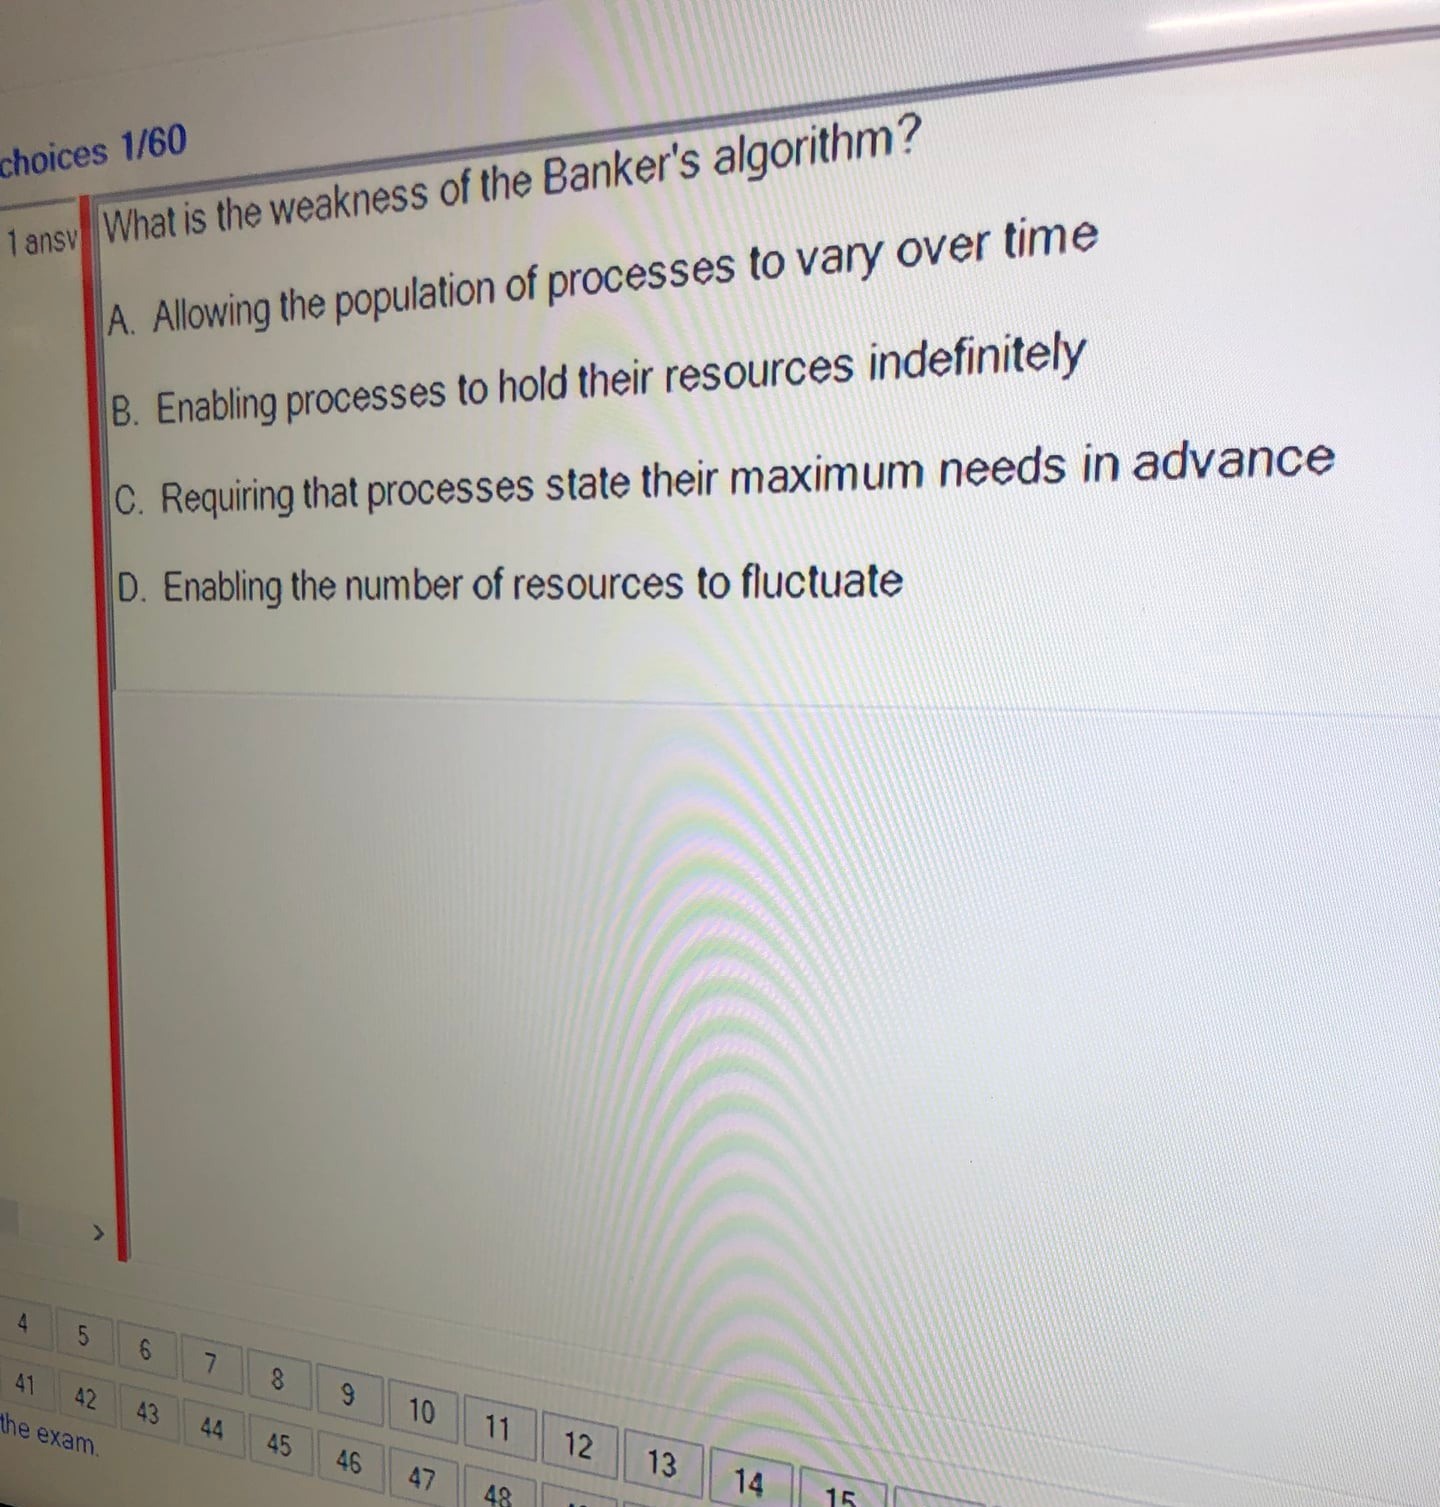 choices 1/60
1 ansv
What is the weakness of the Banker's algorithm?
A. Allowing the population of processes to vary over time
B. Enabling processes to hold their resources indefinitely
C. Requiring that processes state their maximum needs in advance
D. Enabling the number of resources to fluctuate
>
4 5 6 7 8 9 10 11 12 13 14 15
41 42 43 44 45 46 47 48
the exam.